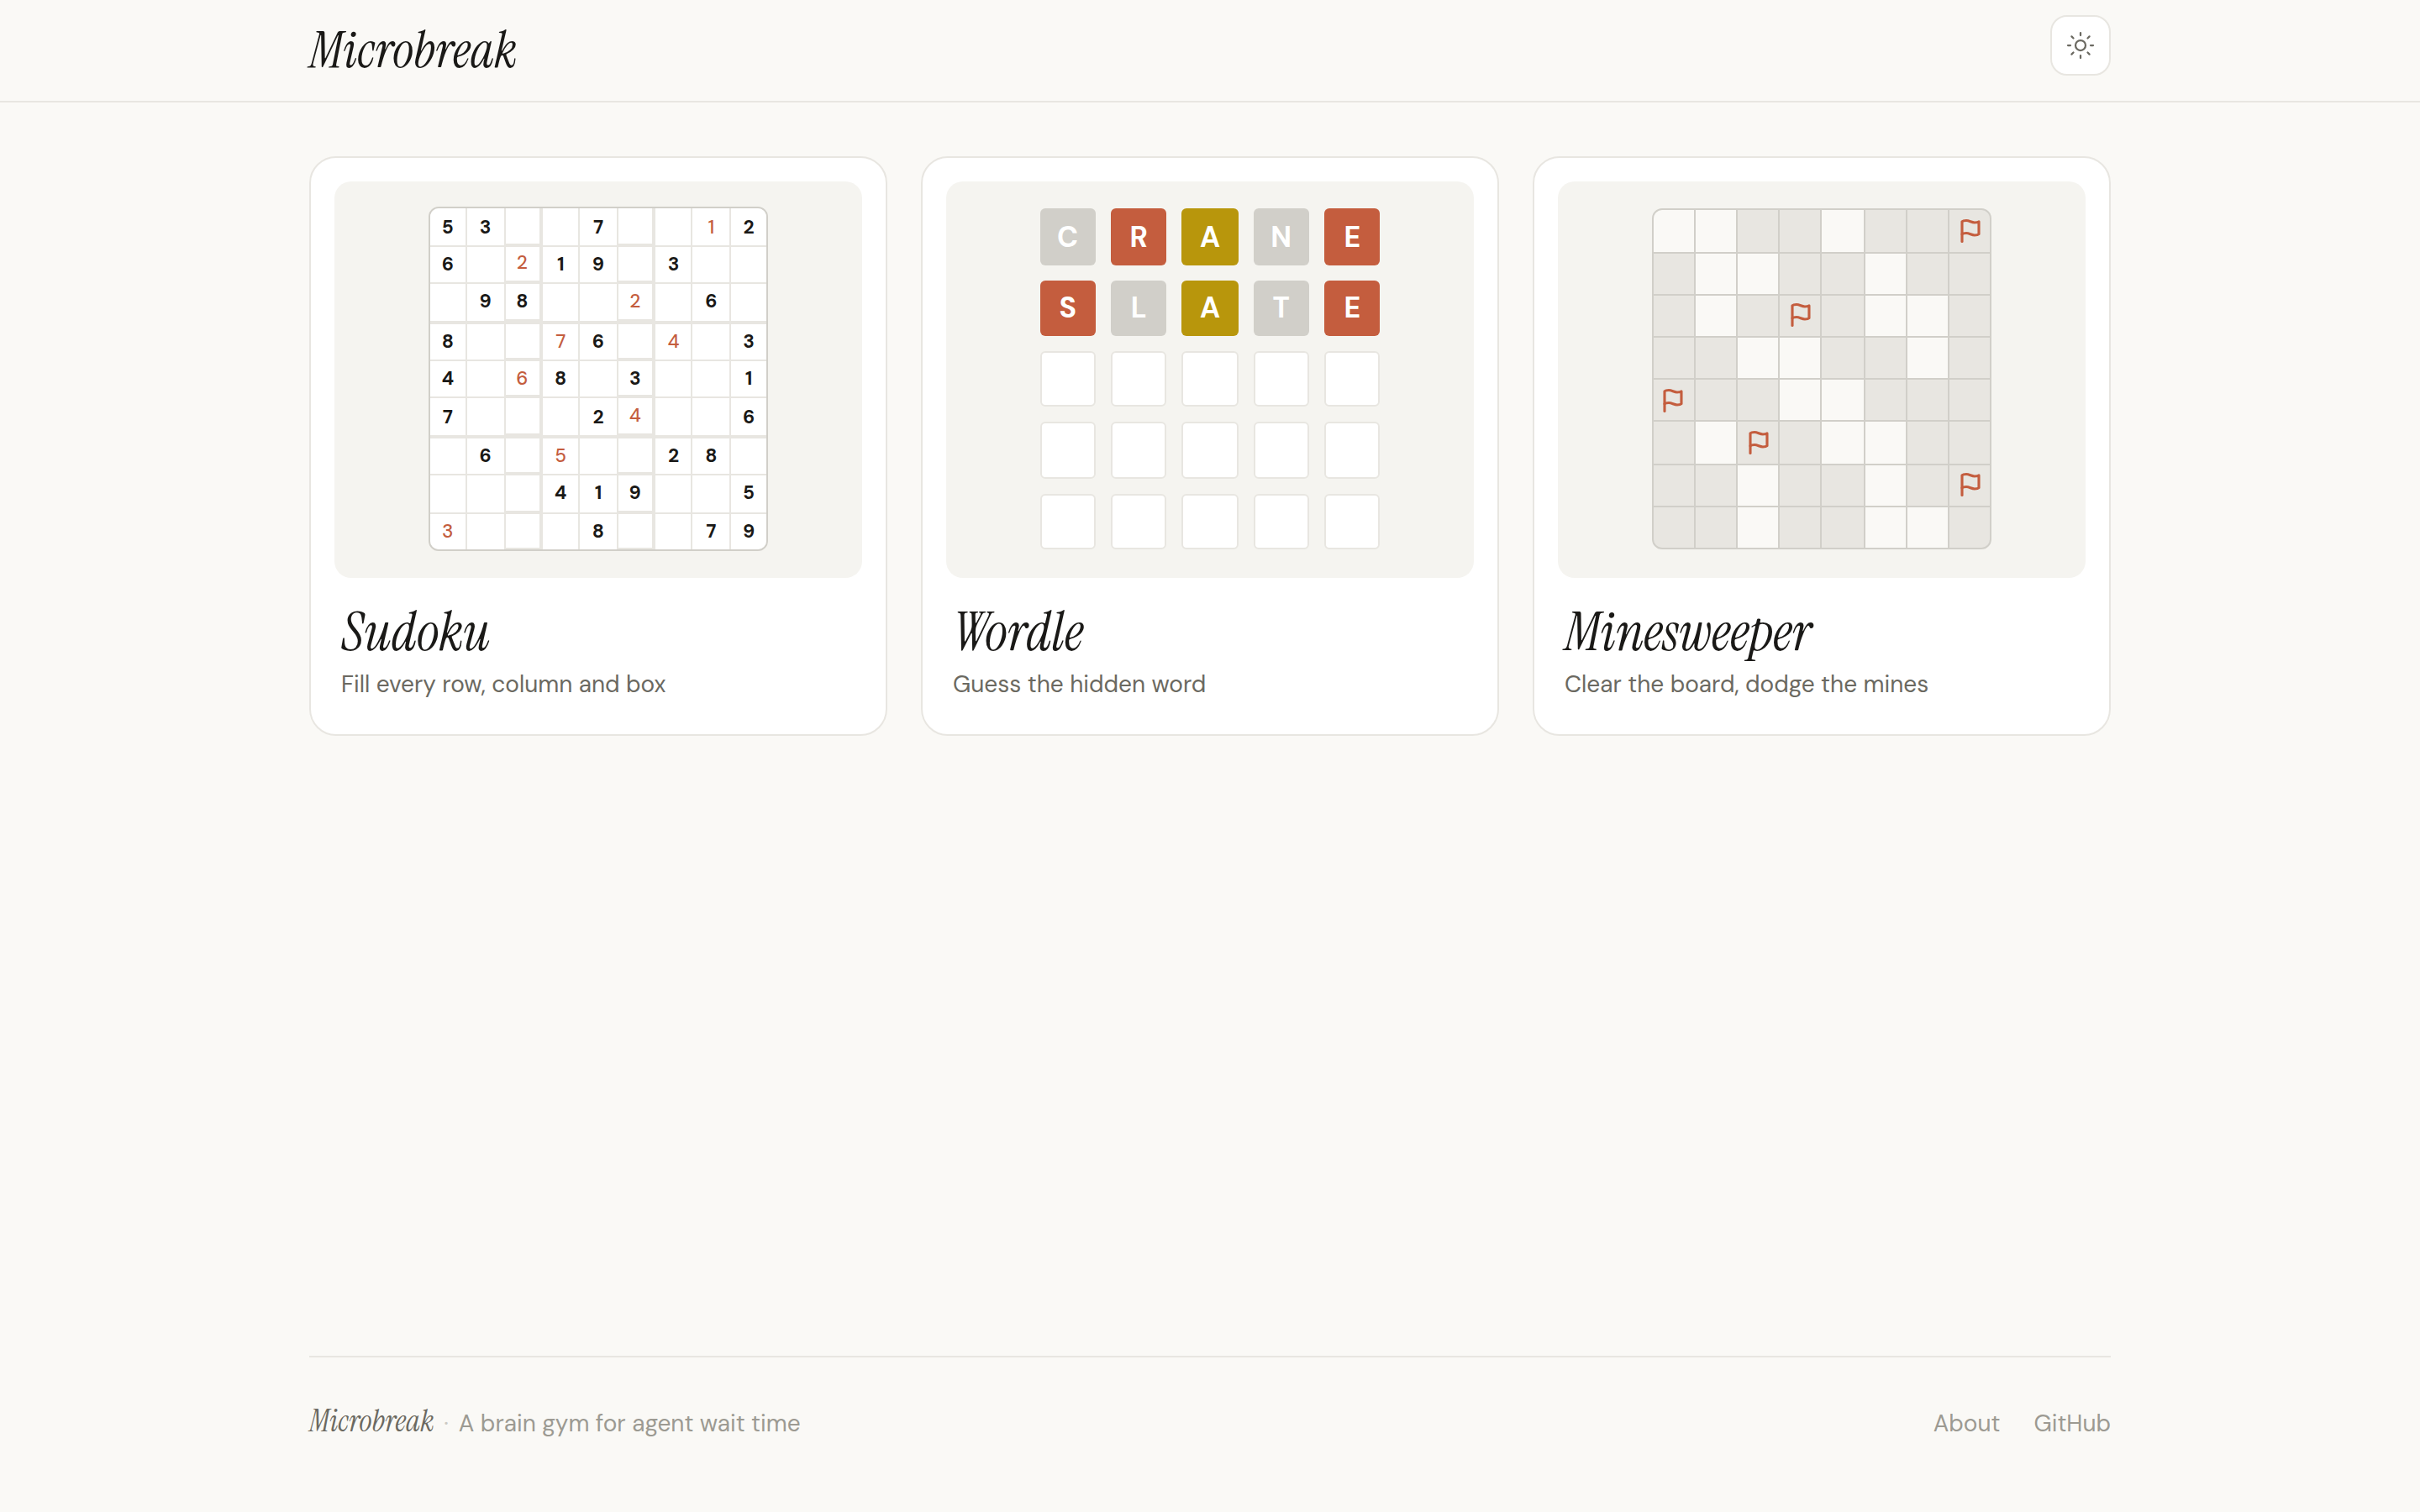 Microbreak
5 3 7 1 2
6 2 1 9 3
9 8 2 6
8 7 6 4 3
4 6 8 3 1
7 2 4 6
6 5 2 8
4 1 9 5
3 8 7 9
C R A N E
S L A T E
Sudoku
Fill every row, column and box
Wordle
Guess the hidden word
Minesweeper
Clear the board, dodge the mines
Microbreak · A brain gym for agent wait time
About GitHub